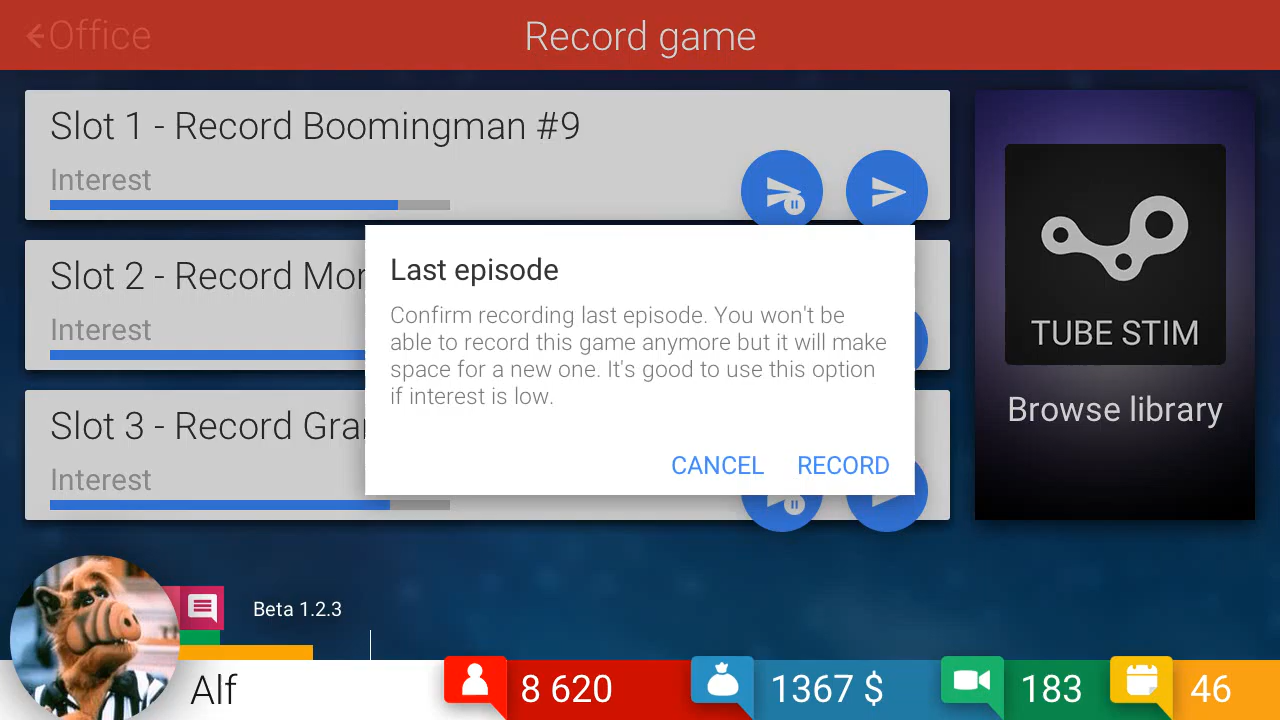 Office
Record game
Slot 1 - Record Boomingman #9
Interest
Slot 2 - Record
Interest
Slot 3 - Record
Interest
Last episode
Confirm recording last episode. You won't be
able to record this game anymore but it will make
space for a new one. It's good to use this option
if interest is low.
CANCEL RECORD
TUBE STIM
Browse library
Beta 1.2.3
Alf
8 620
1367 $
183
46